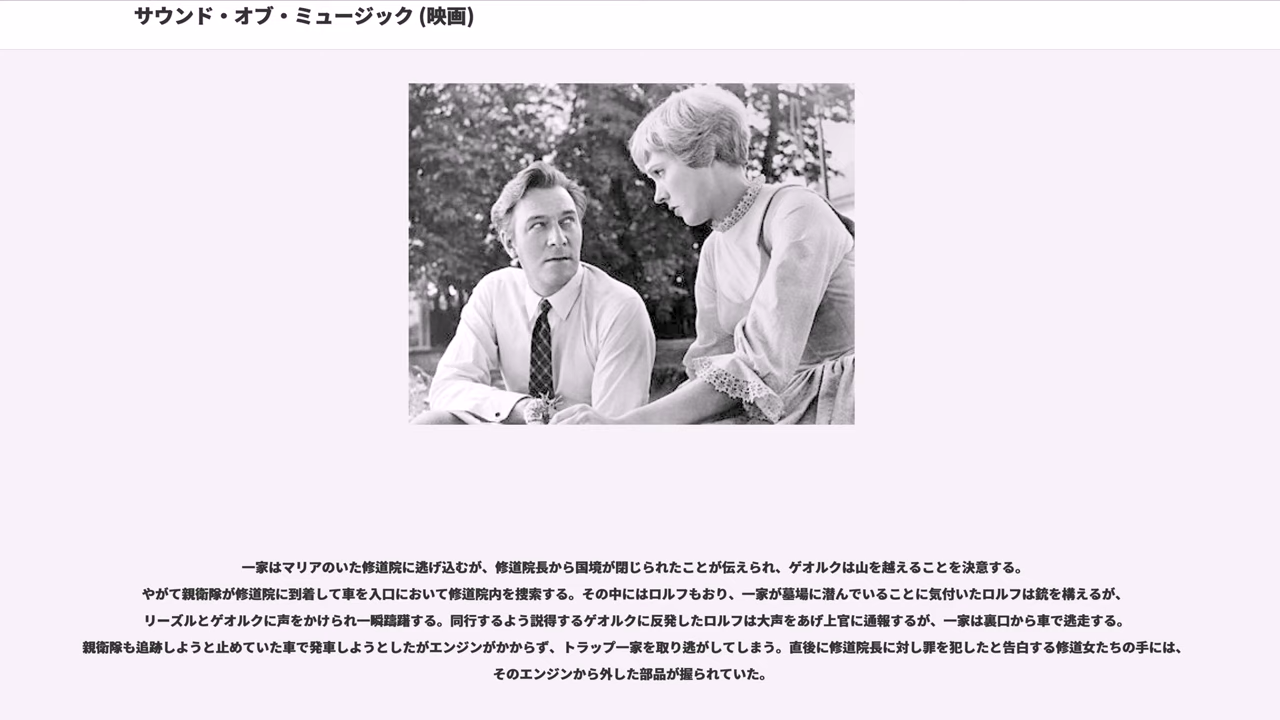 サウンド・オブ・ミュージック (映画)
一家はマリアのいた修道院に逃げ込むが、修道院長から国境が閉じられたことが伝えられ、ゲオルクは山を越えることを決意する。
やがて親衛隊が修道院に到着して車を入口において修道院内を捜索する。その中にはロルフもおり、一家が墓場に潜んでいることに気付いたロルフは銃を構えるが、
リーズルとゲオルクに声をかけられ一瞬躊躇する。同行するよう説得するゲオルクに反発したロルフは大声をあげ上官に通報するが、一家は裏口から車で逃走する。
親衛隊も追跡しようと止めていた車で発車しようとしたがエンジンがかからず、トラップ一家を取り逃がしてしまう。直後に修道院長に対し罪を犯したと告白する修道女たちの手には、
そのエンジンから外した部品が握られていた。